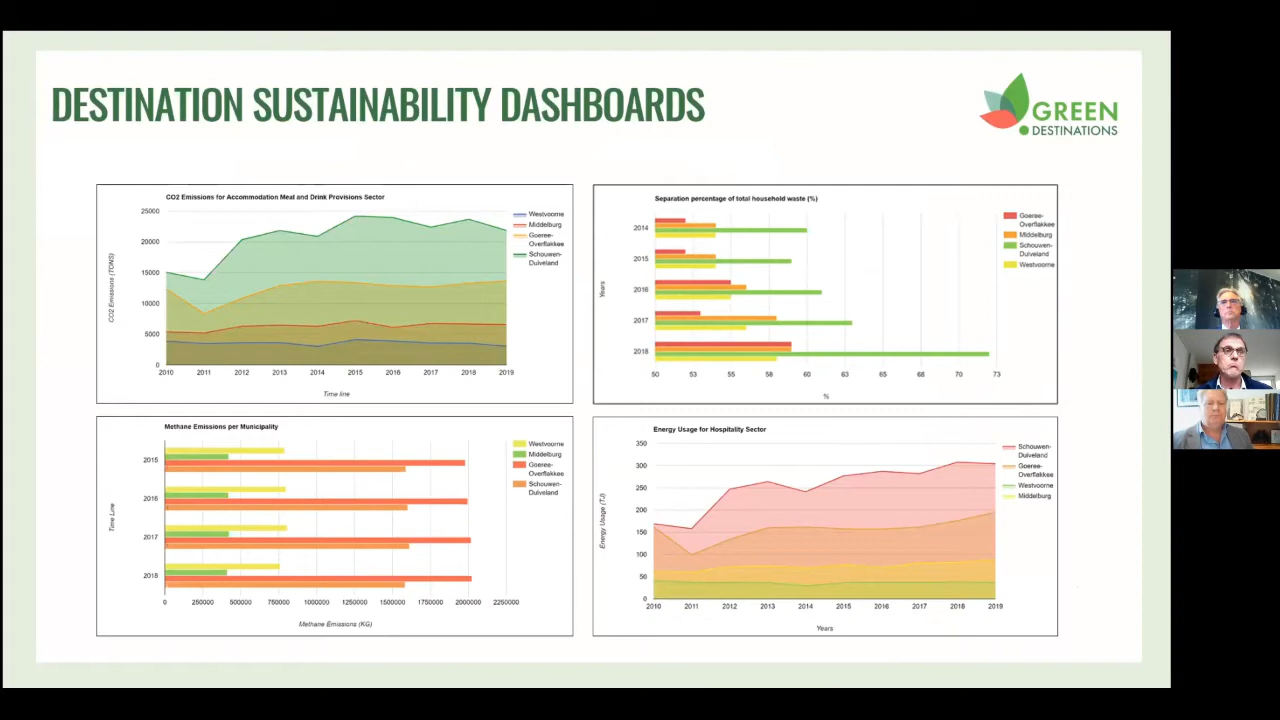 DESTINATION SUSTAINABILITY DASHBOARDS
GREEN
DESTINATIONS
CO2 Emissions for Accommodation Meat and Drink Provisions Sector
CO2 Emissions (TONS)
25000
20000
15000
10000
5000
0
2010 2011 2012 2013 2014 2015 2016 2017 2018 2019
Time line
Westvoorne
Middelburg
Goeree-
Overflakkee
Schouwen-
Duiveland
Separation percentage of total household waste (%)
Years
2014
2015
2016
2017
2018
50 53 55 58 60 63 65 68 70 73
%
Goeree-
Overflakkee
Middelburg
Schouwen-
Duiveland
Westvoorne
Methane Emissions per Municipality
Time Line
2015
2016
2017
2018
0 250000 500000 750000 1000000 1250000 1500000 1750000 2000000 2250000
Methane Emissions (KG)
Westvoorne
Middelburg
Goeree-
Overflakkee
Schouwen-
Duiveland
Energy Usage for Hospitality Sector
Energy Usage (TJ)
350
300
250
200
150
100
50
0
2010 2011 2012 2013 2014 2015 2016 2017 2018 2019
Years
Schouwen-
Duiveland
Goeree-
Overflakkee
Westvoorne
Middelburg